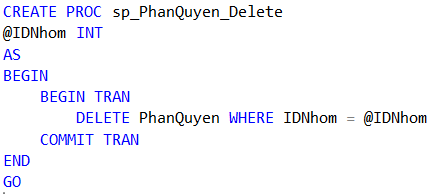 CREATE PROC sp_PhanQuyen_Delete
@IDNhom INT
AS
BEGIN
    BEGIN TRAN
        DELETE PhanQuyen WHERE IDNhom = @IDNhom
    COMMIT TRAN
END
GO